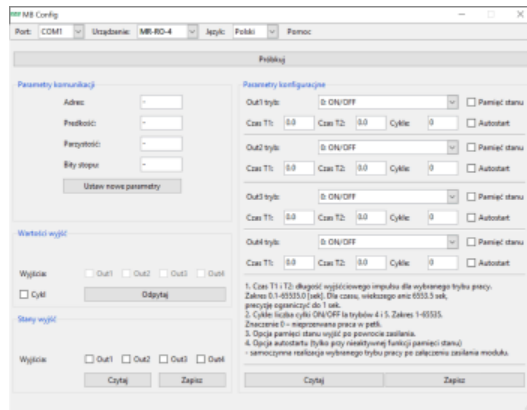 MB Config
Port: COM1 Urządzenie: MR-RO-4 Język: Polski Pomoc
Próbkuj
Parametry komunikacji
Adres: -
Prędkość: -
Parzystość: -
Bity stopu: -
Ustaw nowe parametry
Wartości wyjść
Wyjścia: Out1 Out2 Out3 Out4
Cykl Odpytaj
Stany wyjść
Wyjścia: Out1 Out2 Out3 Out4
Czytaj Zapisz
Parametry konfiguracyjne
Out1 tryb: 0: ON/OFF Pamięć stanu
Czas T1: 0.0 Czas T2: 0.0 Cykle: 0 Autostart
Out2 tryb: 0: ON/OFF Pamięć stanu
Czas T1: 0.0 Czas T2: 0.0 Cykle: 0 Autostart
Out3 tryb: 0: ON/OFF Pamięć stanu
Czas T1: 0.0 Czas T2: 0.0 Cykle: 0 Autostart
Out4 tryb: 0: ON/OFF Pamięć stanu
Czas T1: 0.0 Czas T2: 0.0 Cykle: 0 Autostart
1. Czas T1 i T2: długość wyjściowego impulsu dla wybranego trybu pracy.
Zakres 0.1-65535.0 [sek]. Dla czasu, większego aniż 6553.5 sek,
precyzję ograniczyć do 1 sek.
2. Cykle: liczba cykli ON/OFF la trybów 4 i 5. Zakres 1-65535.
Znaczenie 0 – nieprzerwana praca w pętli.
3. Opcja pamięci stanu wyjść po powrocie zasilania.
4. Opcja autostartu (tylko przy nieaktywnej funkcji pamięci stanu)
- samoczynna realizacja wybranego trybu pracy po załączeniu zasilania modułu.
Czytaj Zapisz